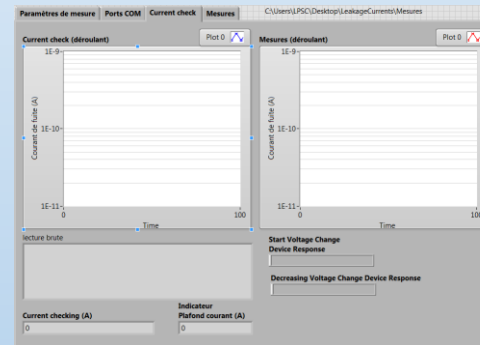 Paramètres de mesure Ports COM Current check Mesures C:\Users\LPSC\Desktop\LeakageCurrents\Mesures
Current check (déroulant) Plot 0 Mesures (déroulant) Plot 0
1E-9 1E-9
Courant de fuite (A) Courant de fuite (A)
1E-10 1E-10
1E-11 1E-11
0 100 0 100
Time Time
lecture brute
Start Voltage Change
Device Response
Decreasing Voltage Change Device Response
Indicateur
Current checking (A) Plafond courant (A)
0 0